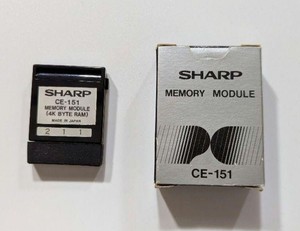 SHARP
CE-151
MEMORY MODULE
(4K BYTE RAM)
MADE IN JAPAN
2 1 1
SHARP
MEMORY MODULE
CE-151